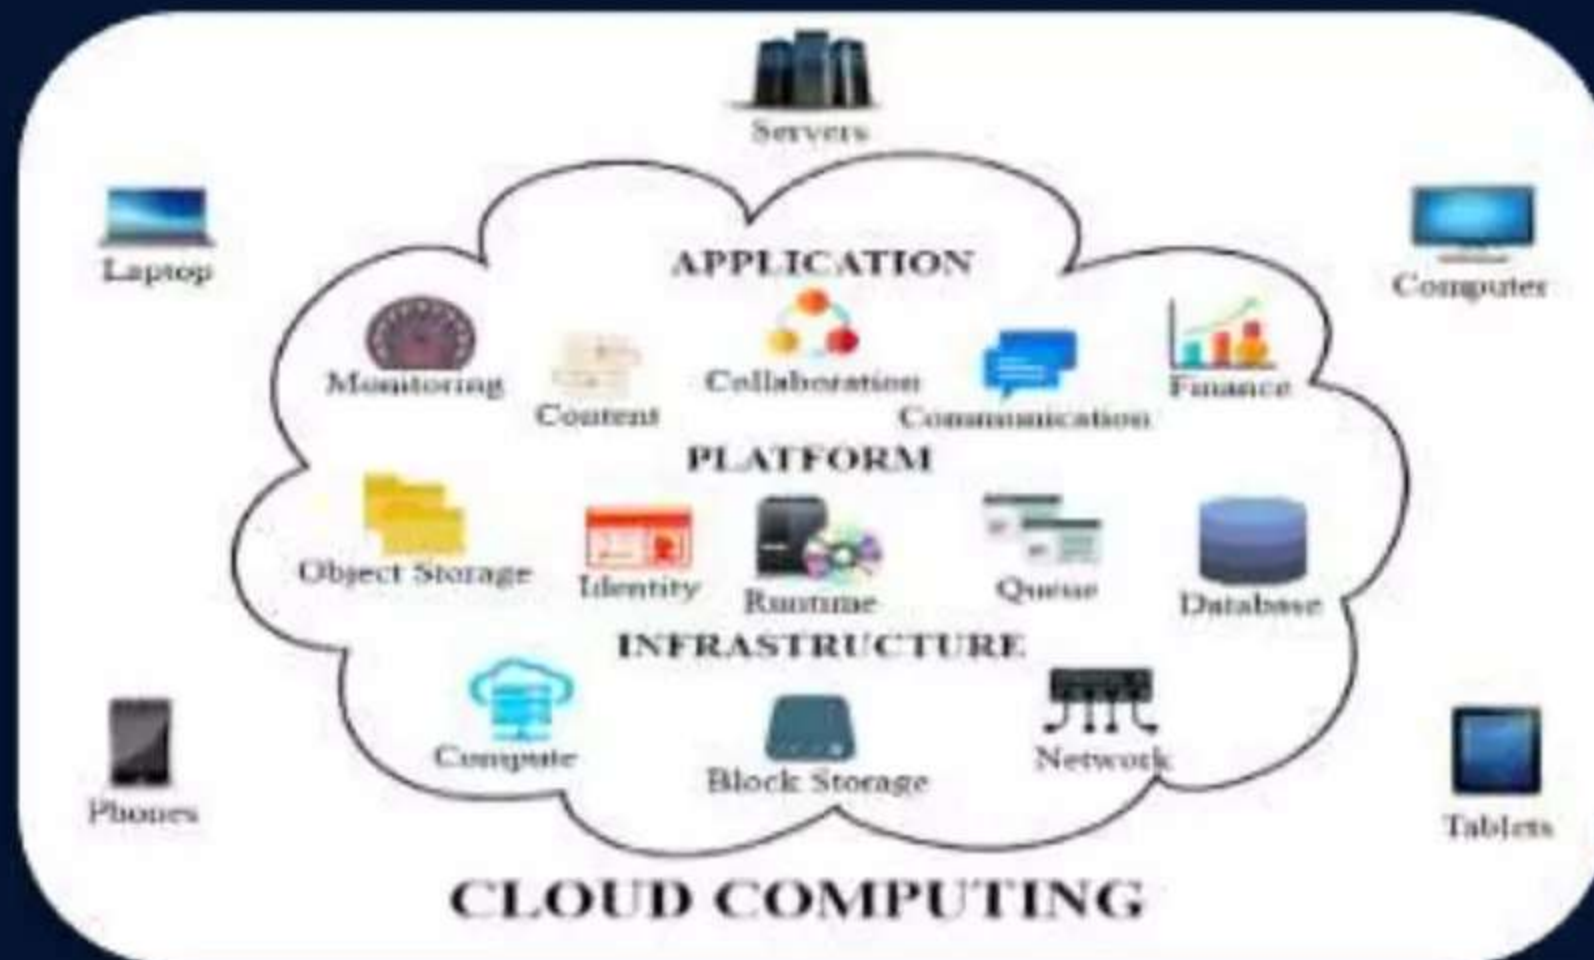 Servers
Laptop
Computer
APPLICATION
Monitoring
Content
Collaboration
Communication
Finance
PLATFORM
Object Storage
Identity
Runtime
Queue
Database
INFRASTRUCTURE
Compute
Block Storage
Network
Phones
Tablets
CLOUD COMPUTING